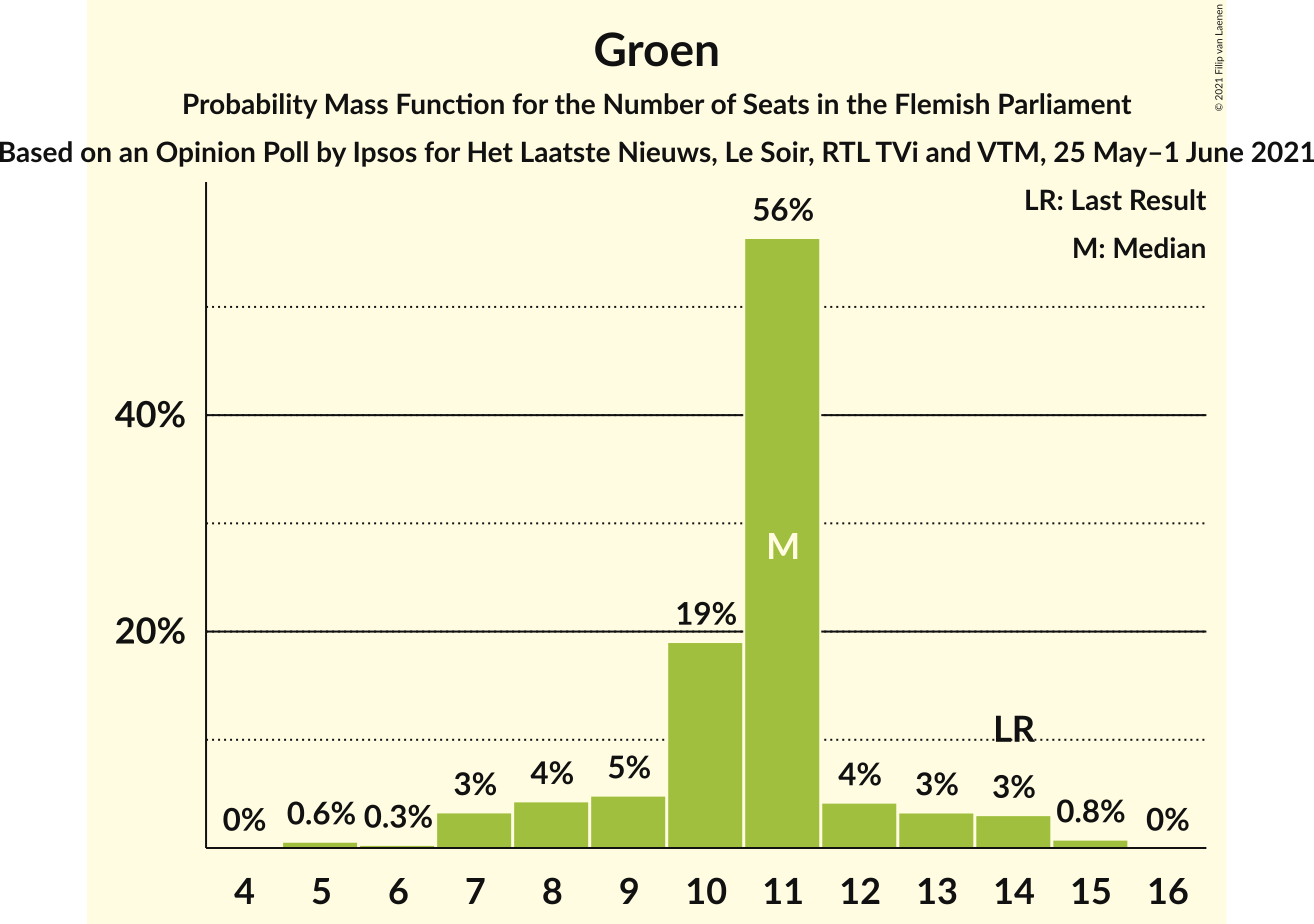 Groen
Probability Mass Function for the Number of Seats in the Flemish Parliament
Based on an Opinion Poll by Ipsos for Het Laatste Nieuws, Le Soir, RTL TVi and VTM, 25 May–1 June 2021
© 2021 Filip van Laenen
LR: Last Result
M: Median
56%
40%
M
19%
20%
LR
0%
0.6%
0.3%
3%
4%
5%
4%
3%
3%
0.8%
0%
4 5 6 7 8 9 10 11 12 13 14 15 16